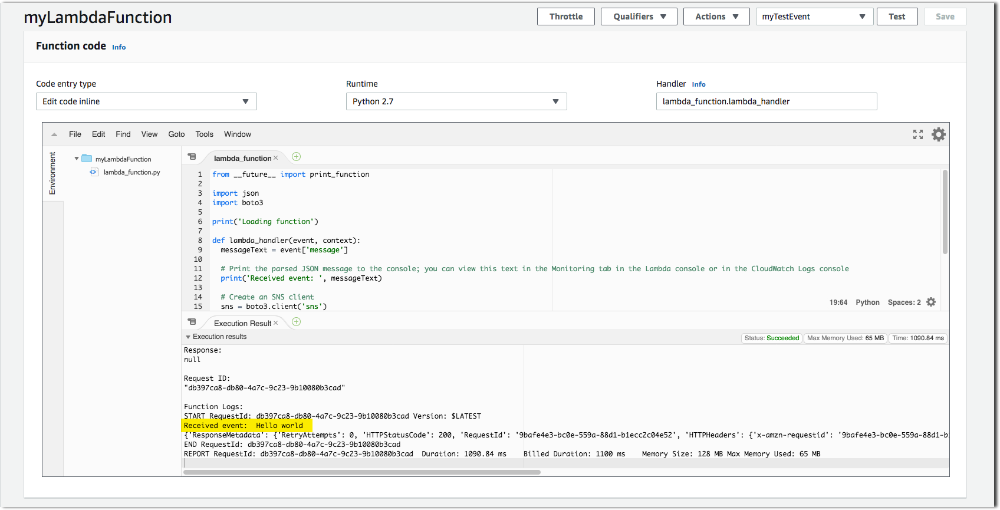 myLambdaFunction
Throttle
Qualifiers
Actions
myTestEvent
Test
Save
Function code Info
Code entry type
Edit code inline
Runtime
Python 2.7
Handler Info
lambda_function.lambda_handler
File Edit Find View Goto Tools Window
Environment
myLambdaFunction
lambda_function.py
lambda_function ×
1 from __future__ import print_function
2
3 import json
4 import boto3
5
6 print('Loading function')
7
8 def lambda_handler(event, context):
9 messageText = event['message']
10
11 # Print the parsed JSON message to the console; you can view this text in the Monitoring tab in the Lambda console or in the CloudWatch Logs console
12 print('Received event: ', messageText)
13
14 # Create an SNS client
15 sns = boto3.client('sns')
19:64 Python Spaces: 2
Execution Result ×
Execution results
Status: Succeeded
Max Memory Used: 65 MB
Time: 1090.84 ms
Response:
null
Request ID:
"db397ca8-db80-4a7c-9c23-9b10080b3cad"
Function Logs:
START RequestId: db397ca8-db80-4a7c-9c23-9b10080b3cad Version: $LATEST
Received event:  Hello world
{'ResponseMetadata': {'RetryAttempts': 0, 'HTTPStatusCode': 200, 'RequestId': '9bafe4e3-bc0e-559a-88d1-b1ecc2c04e52', 'HTTPHeaders': {'x-amzn-requestid': '9bafe4e3-bc0e-559a-88d1-b
END RequestId: db397ca8-db80-4a7c-9c23-9b10080b3cad
REPORT RequestId: db397ca8-db80-4a7c-9c23-9b10080b3cad Duration: 1090.84 ms Billed Duration: 1100 ms Memory Size: 128 MB Max Memory Used: 65 MB